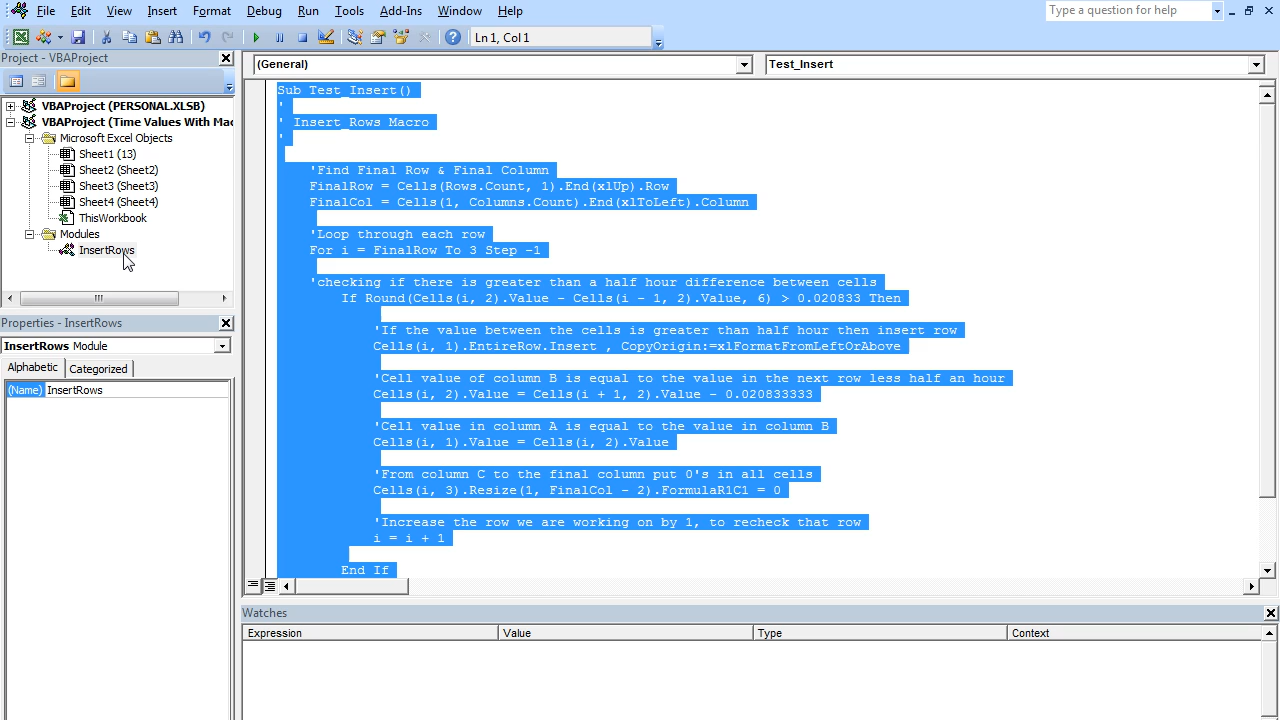 File Edit View Insert Format Debug Run Tools Add-Ins Window Help
Type a question for help
Ln 1, Col 1
Project - VBAProject
VBAProject (PERSONAL.XLSB)
VBAProject (Time Values With Mac
Microsoft Excel Objects
Sheet1 (13)
Sheet2 (Sheet2)
Sheet3 (Sheet3)
Sheet4 (Sheet4)
ThisWorkbook
Modules
InsertRows
Properties - InsertRows
InsertRows Module
Alphabetic Categorized
(Name) InsertRows
(General) Test_Insert
Sub Test_Insert()
'
' Insert_Rows Macro
'
'Find Final Row & Final Column
FinalRow = Cells(Rows.Count, 1).End(xlUp).Row
FinalCol = Cells(1, Columns.Count).End(xlToLeft).Column
'Loop through each row
For i = FinalRow To 3 Step -1
'checking if there is greater than a half hour difference between cells
If Round(Cells(i, 2).Value - Cells(i - 1, 2).Value, 6) > 0.020833 Then
'If the value between the cells is greater than half hour then insert row
Cells(i, 1).EntireRow.Insert , CopyOrigin:=xlFormatFromLeftOrAbove
'Cell value of column B is equal to the value in the next row less half an hour
Cells(i, 2).Value = Cells(i + 1, 2).Value - 0.020833333
'Cell value in column A is equal to the value in column B
Cells(i, 1).Value = Cells(i, 2).Value
'From column C to the final column put 0's in all cells
Cells(i, 3).Resize(1, FinalCol - 2).FormulaR1C1 = 0
'Increase the row we are working on by 1, to recheck that row
i = i + 1
End If
Watches
Expression Value Type Context